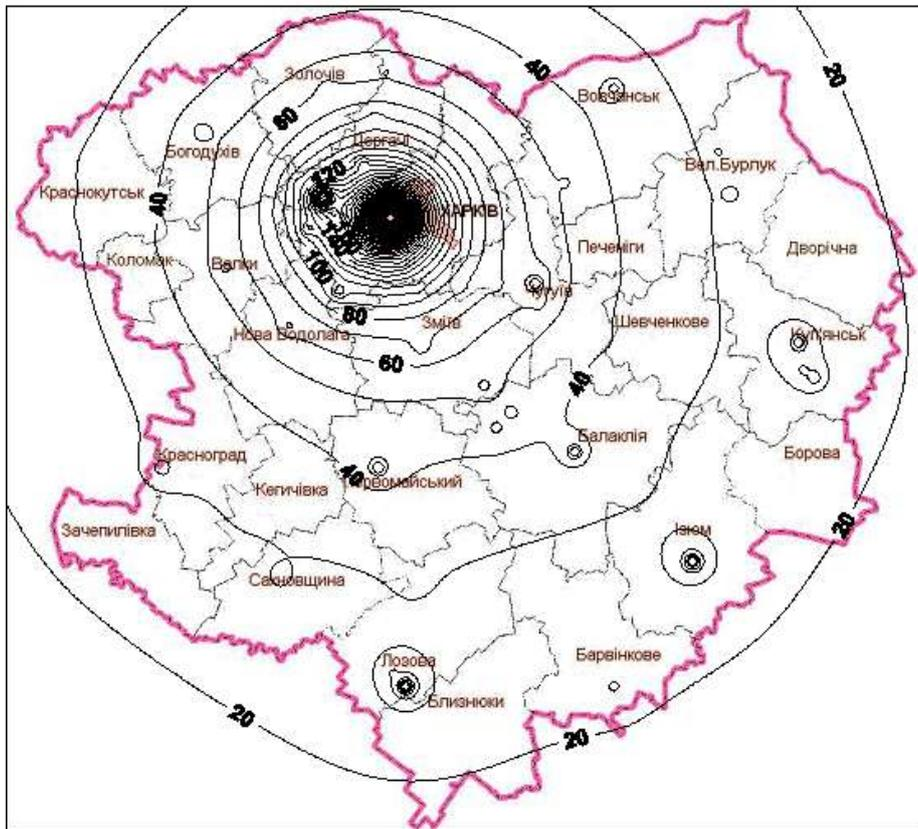 20
40
Золочів
Вовчанськ
80
Дергачі
Богодухів
Вел.Бурлук
120
Краснокутськ
40
ХАРКІВ
Печеніги
Дворічна
Коломак
Валки
100
Чугуїв
80
Зміїв
Шевченкове
Нова Водолага
Куп'янськ
60
40
Балаклія
Красноград
Борова
40
Первомайський
Кегичівка
Зачепилівка
Ізюм
20
Сахновщина
Лозова
Барвінкове
Близнюки
20
20